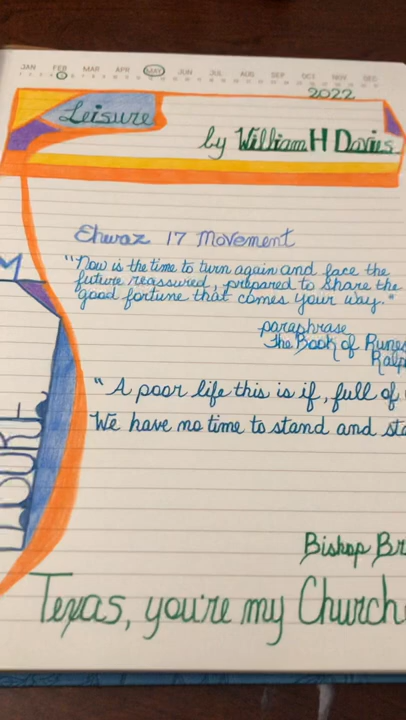 JAN FEB MAR APR MAY JUN JUL AUG SEP OCT NOV DEC
2022
Leisure
by William H Davies
Ehwaz 17 Movement
"Now is the time to turn again and face the
future reassured, prepared to share the
good fortune that comes your way."
paraphrase
The Book of Runes
Ralp
"A poor life this is if, full of
We have no time to stand and sta
Bishop Br
Texas, you're my Church